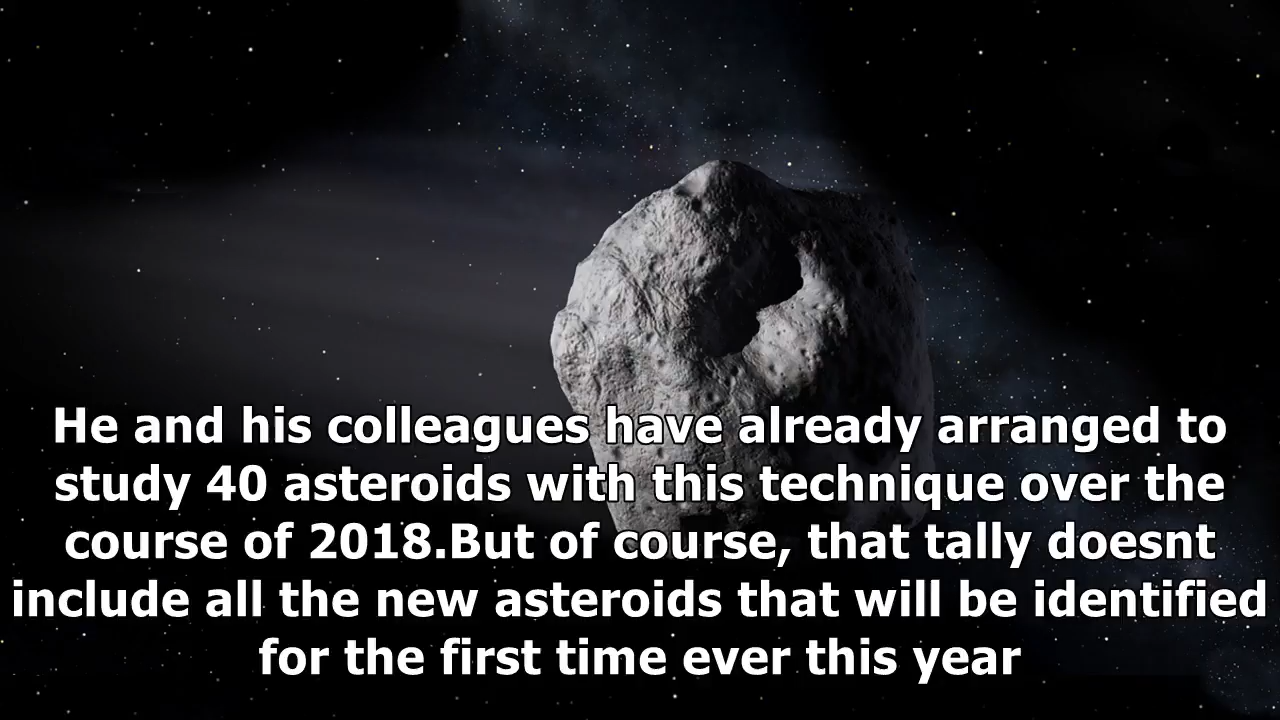 He and his colleagues have already arranged to
study 40 asteroids with this technique over the
course of 2018.But of course, that tally doesnt
include all the new asteroids that will be identified
for the first time ever this year